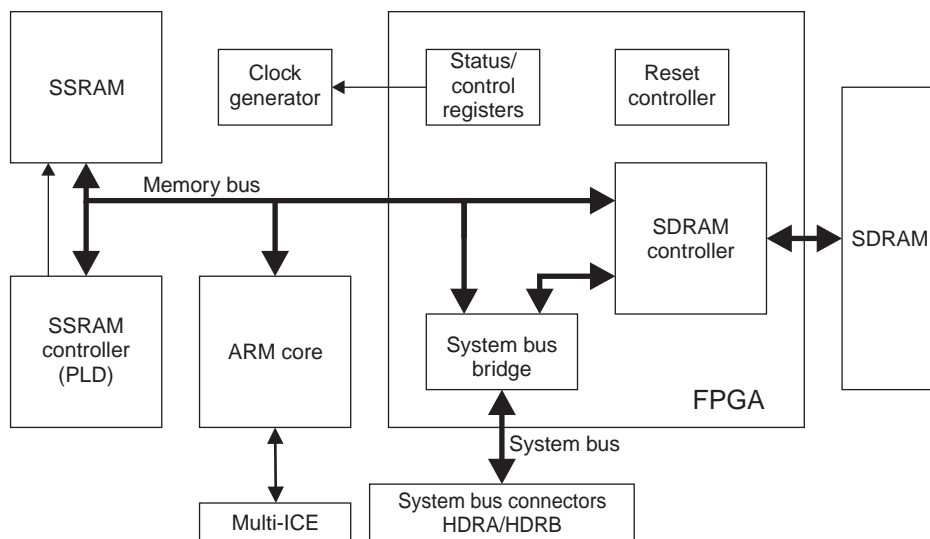 SSRAM
Clock
generator
Status/
control
registers
Reset
controller
Memory bus
SDRAM
controller
SDRAM
SSRAM
controller
(PLD)
ARM core
System bus
bridge
FPGA
System bus
Multi-ICE
System bus connectors
HDRA/HDRB